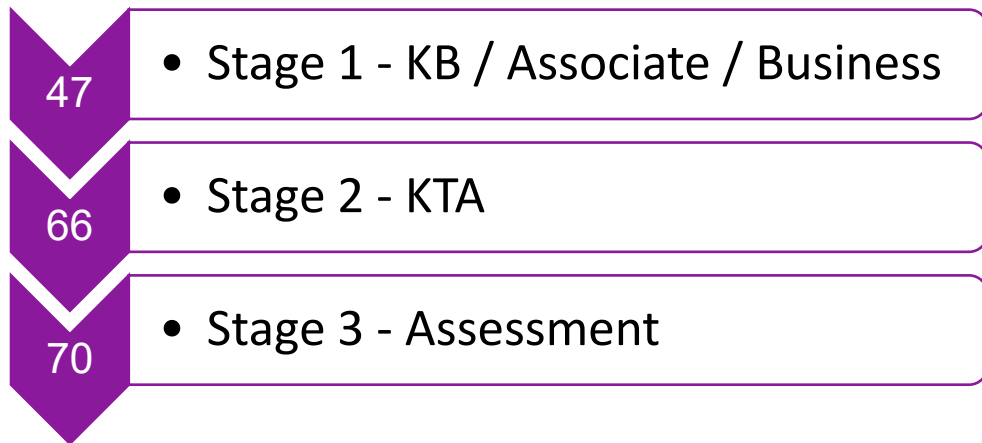 47
• Stage 1 - KB / Associate / Business
66
• Stage 2 - KTA
70
• Stage 3 - Assessment